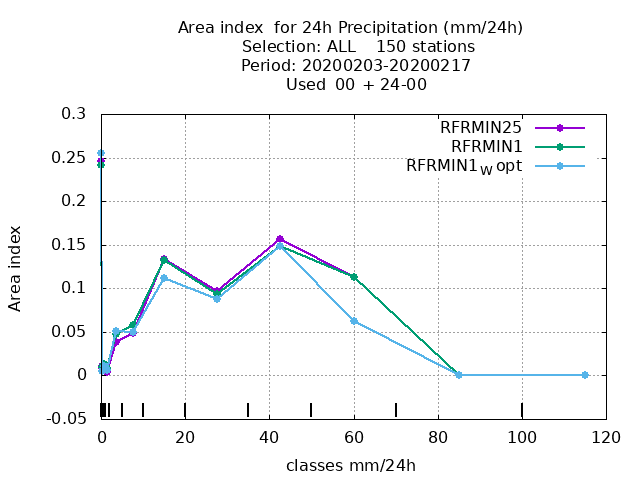 Area index  for 24h Precipitation (mm/24h)
Selection: ALL    150 stations
Period: 20200203-20200217
Used  00 + 24-00
RFRMIN25
RFRMIN1
RFRMIN1W opt
0.3
0.25
0.2
0.15
0.1
0.05
0
-0.05
Area index
0 20 40 60 80 100 120
classes mm/24h